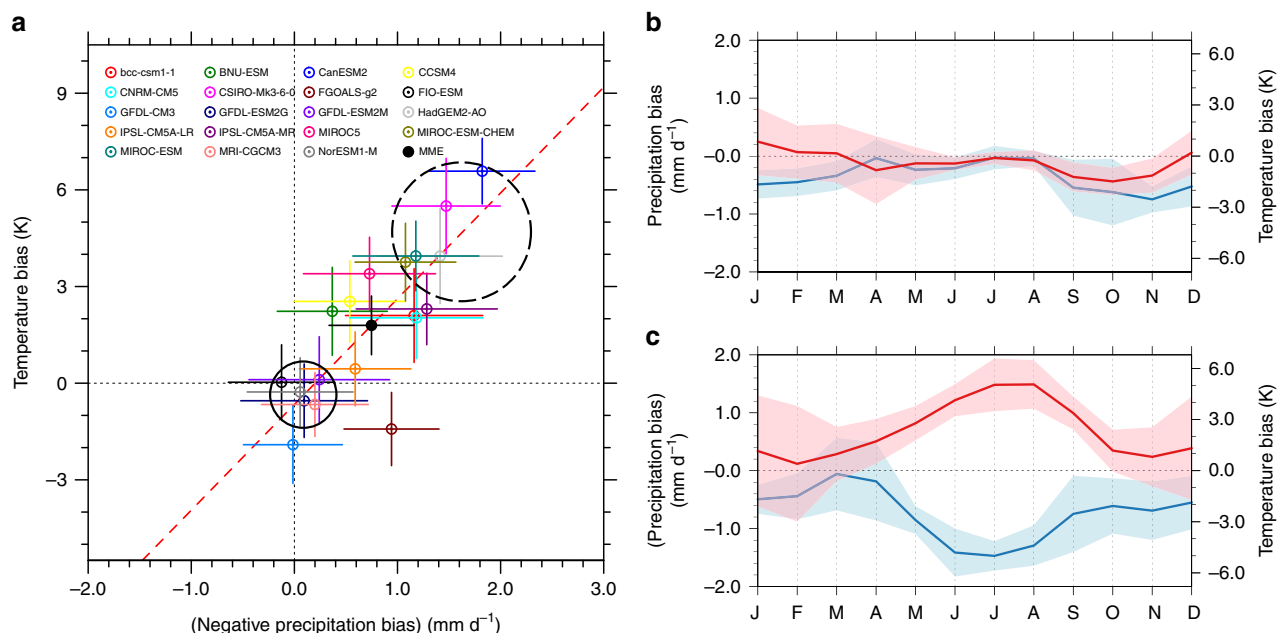 a
Temperature bias (K)
9
6
3
0
–3
bcc-csm1-1 BNU-ESM CanESM2 CCSM4
CNRM-CM5 CSIRO-Mk3-6-0 FGOALS-g2 FIO-ESM
GFDL-CM3 GFDL-ESM2G GFDL-ESM2M HadGEM2-AO
IPSL-CM5A-LR IPSL-CM5A-MR MIROC5 MIROC-ESM-CHEM
MIROC-ESM MRI-CGCM3 NorESM1-M MME
–2.0 –1.0 0.0 1.0 2.0 3.0
(Negative precipitation bias) (mm d⁻¹)
b
Precipitation bias
(mm d⁻¹)
2.0
1.0
–0.0
–1.0
–2.0
6.0
3.0
0.0
–3.0
–6.0
Temperature bias (K)
J F M A M J J A S O N D
c
(Precipitation bias)
(mm d⁻¹)
2.0
1.0
–0.0
–1.0
–2.0
6.0
3.0
0.0
–3.0
–6.0
Temperature bias (K)
J F M A M J J A S O N D